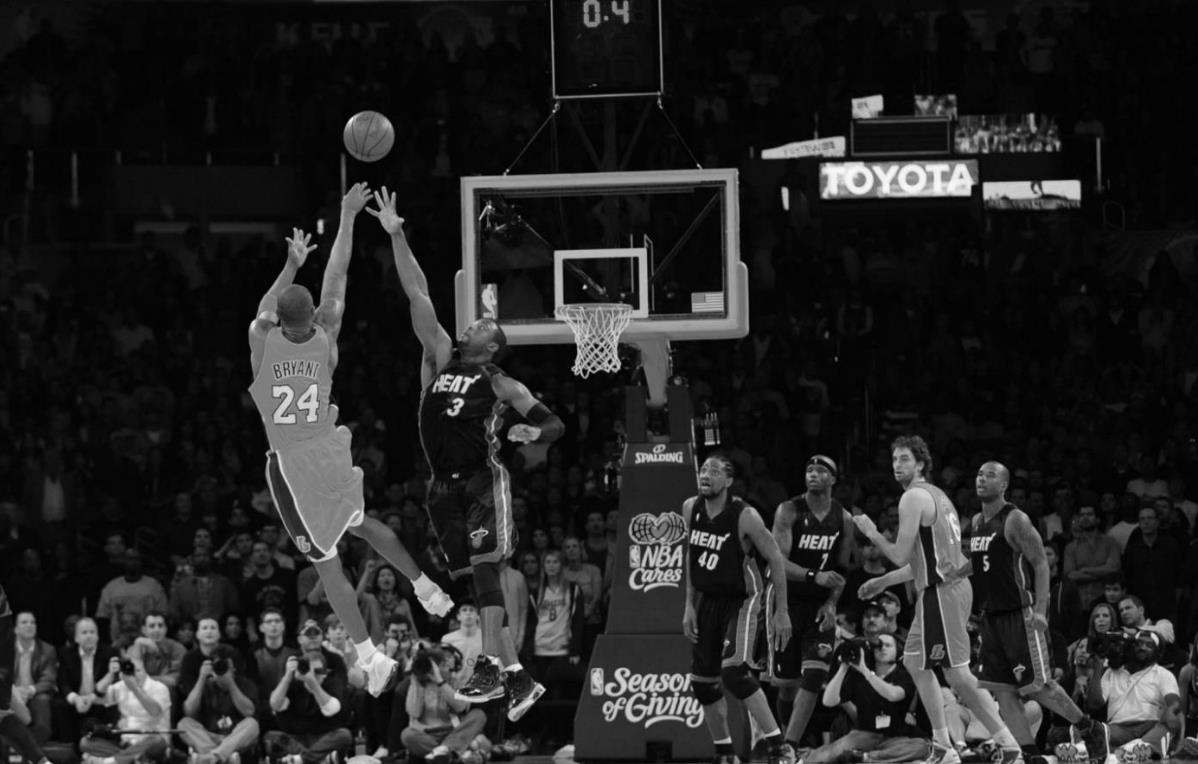 0.4
TOYOTA
BRYANT
24
HEAT
3
SPALDING
NBA
Cares
HEAT
40
HEAT
7
16
HEAT
5
Season
of Giving